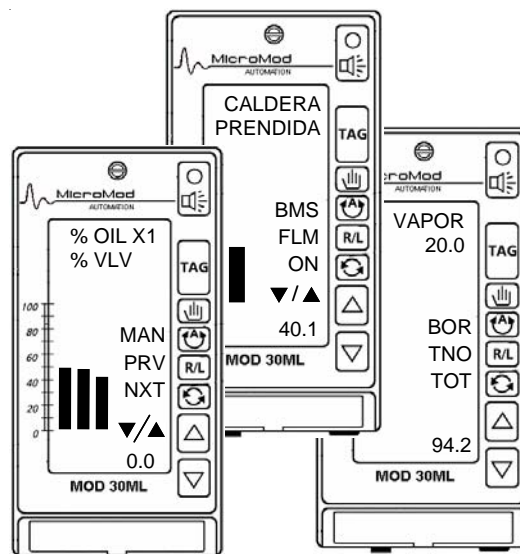 MicroMod
AUTOMATION
% OIL X1
% VLV
TAG
100
80
60
40
20
0
MAN
A
PRV
R/L
NXT
▼/▲
0.0
MOD 30ML
MicroMod
AUTOMATION
CALDERA
PRENDIDA
TAG
BMS
A
FLM
R/L
ON
▼/▲
40.1
MOD 30ML
croMod
AUTOMATION
VAPOR
20.0
TAG
BOR
A
TNO
R/L
TOT
94.2
MOD 30ML